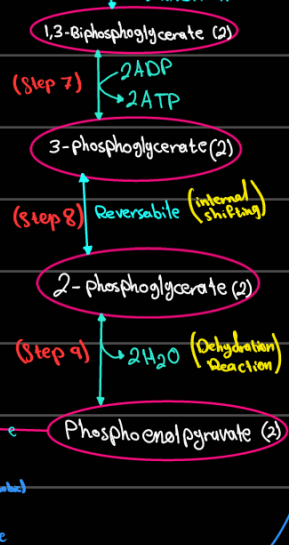 1,3-Biphosphoglycerate (2)
(Step 7)
2ADP
2ATP
3-phosphoglycerate (2)
(Step 8)
Reversabile
(internal
shifting)
2-phosphoglycerate (2)
(Step 9)
2H2O
(Dehydration
Reaction)
e
Phosphoenolpyruvate (2)
e